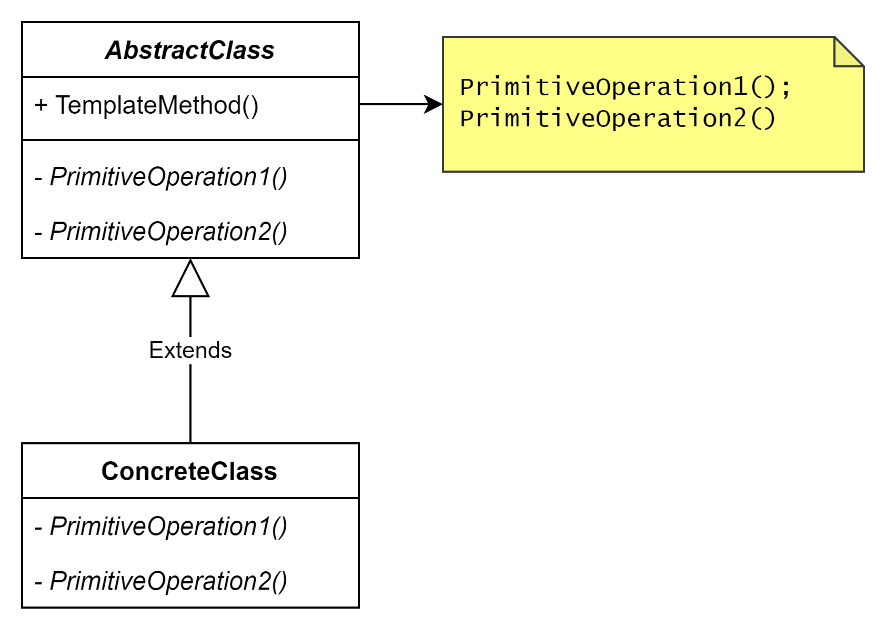 AbstractClass
+ TemplateMethod()
- PrimitiveOperation1()
- PrimitiveOperation2()
PrimitiveOperation1();
PrimitiveOperation2()
Extends
ConcreteClass
- PrimitiveOperation1()
- PrimitiveOperation2()